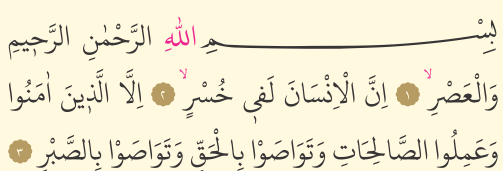 بِسْمِ اللّٰهِ الرَّحْمٰنِ الرَّح۪يمِ
وَالْعَصْرِۙ ﴿١﴾ اِنَّ الْاِنْسَانَ لَف۪ي خُسْرٍۙ ﴿٢﴾ اِلَّا الَّذ۪ينَ اٰمَنُوا
وَعَمِلُوا الصَّالِحَاتِ وَتَوَاصَوْا بِالْحَقِّ وَتَوَاصَوْا بِالصَّبْرِ ﴿٣﴾